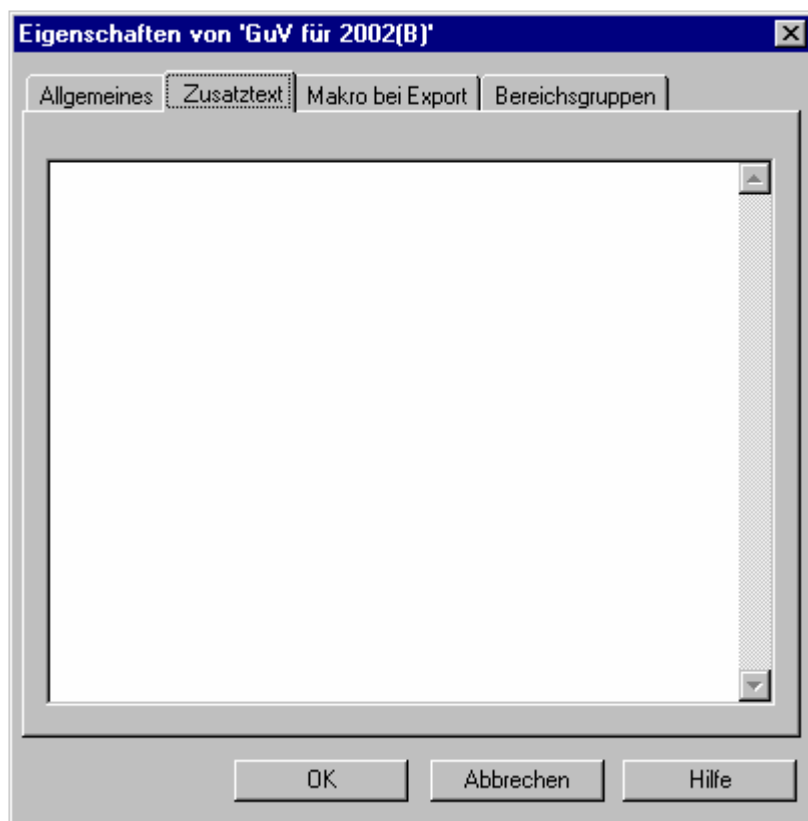 Eigenschaften von 'GuV für 2002(B)'
Allgemeines Zusatztext Makro bei Export Bereichsgruppen
OK Abbrechen Hilfe